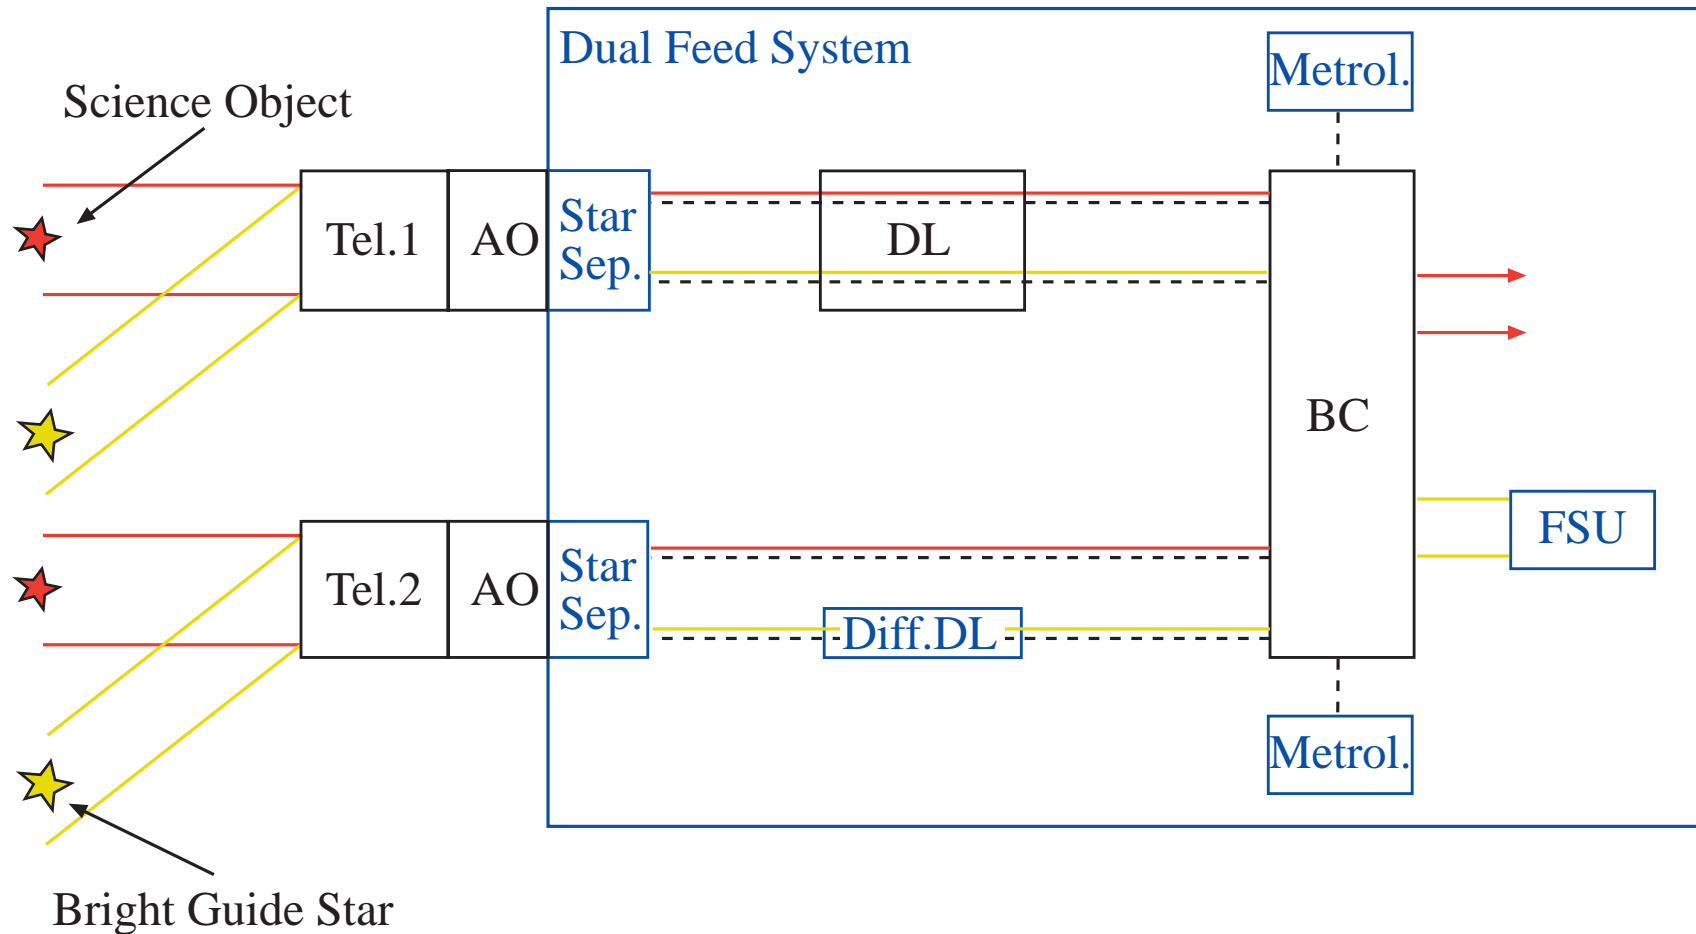 Dual Feed System
Metrol.
Science Object
Tel.1
AO
Star
Sep.
DL
BC
FSU
Tel.2
AO
Star
Sep.
Diff.DL
Metrol.
Bright Guide Star